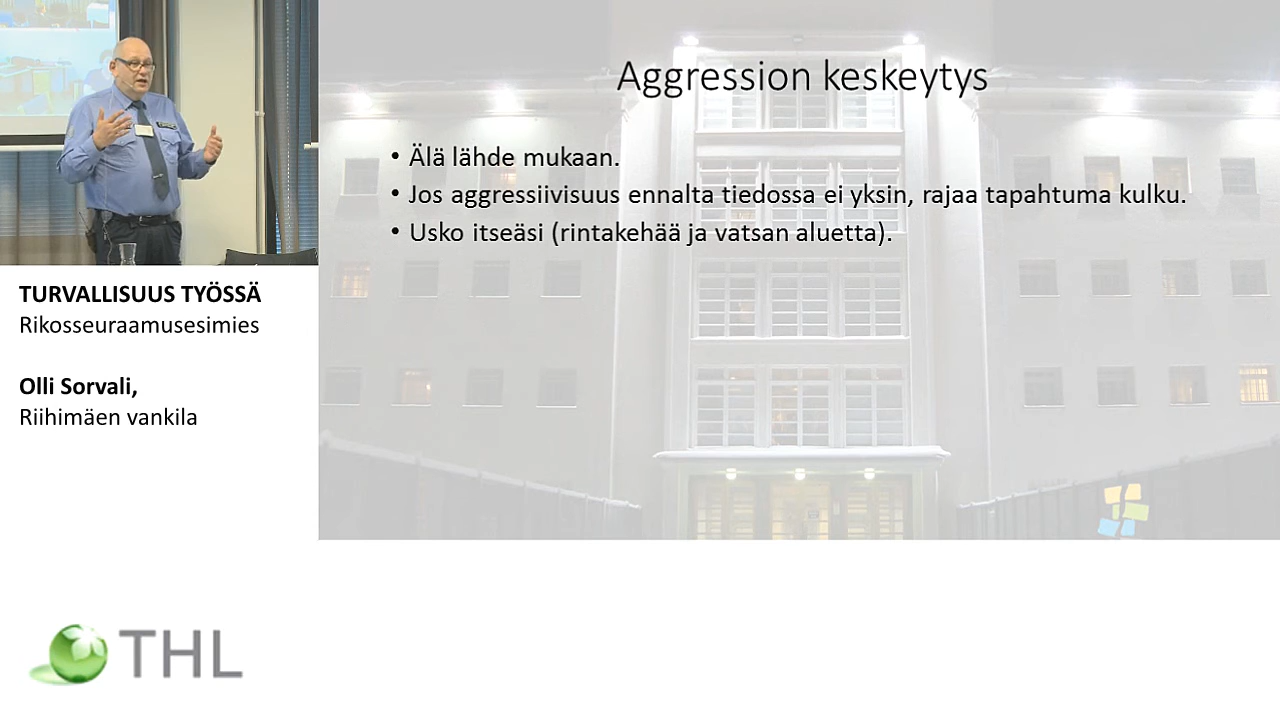 Aggression keskeytys
• Älä lähde mukaan.
• Jos aggressiivisuus ennalta tiedossa ei yksin, rajaa tapahtuma kulku.
• Usko itseäsi (rintakehää ja vatsan aluetta).
TURVALLISUUS TYÖSSÄ
Rikosseuraamusesimies
Olli Sorvali,
Riihimäen vankila
THL